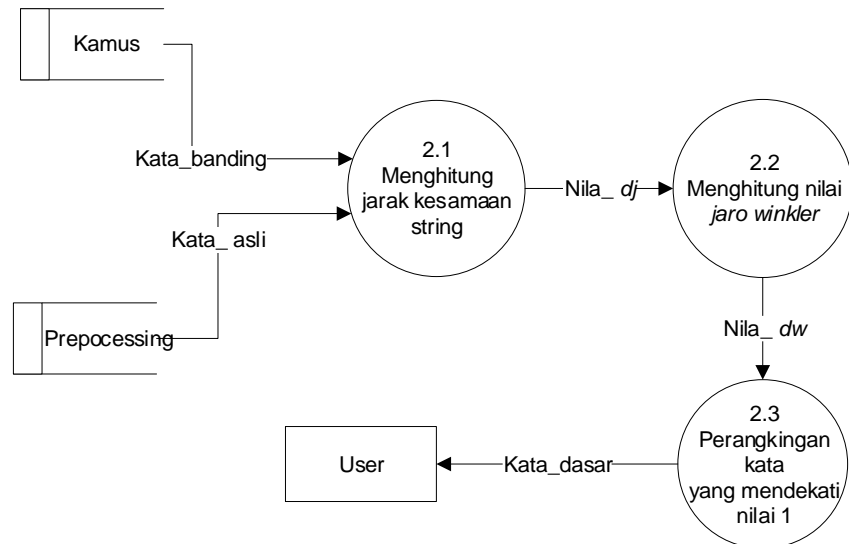 Kamus
Kata_banding
Kata_ asli
Prepocessing
2.1
Menghitung
jarak kesamaan
string
Nila_ dj
2.2
Menghitung nilai
jaro winkler
Nila_ dw
2.3
Perangkingan
kata
yang mendekati
nilai 1
Kata_dasar
User